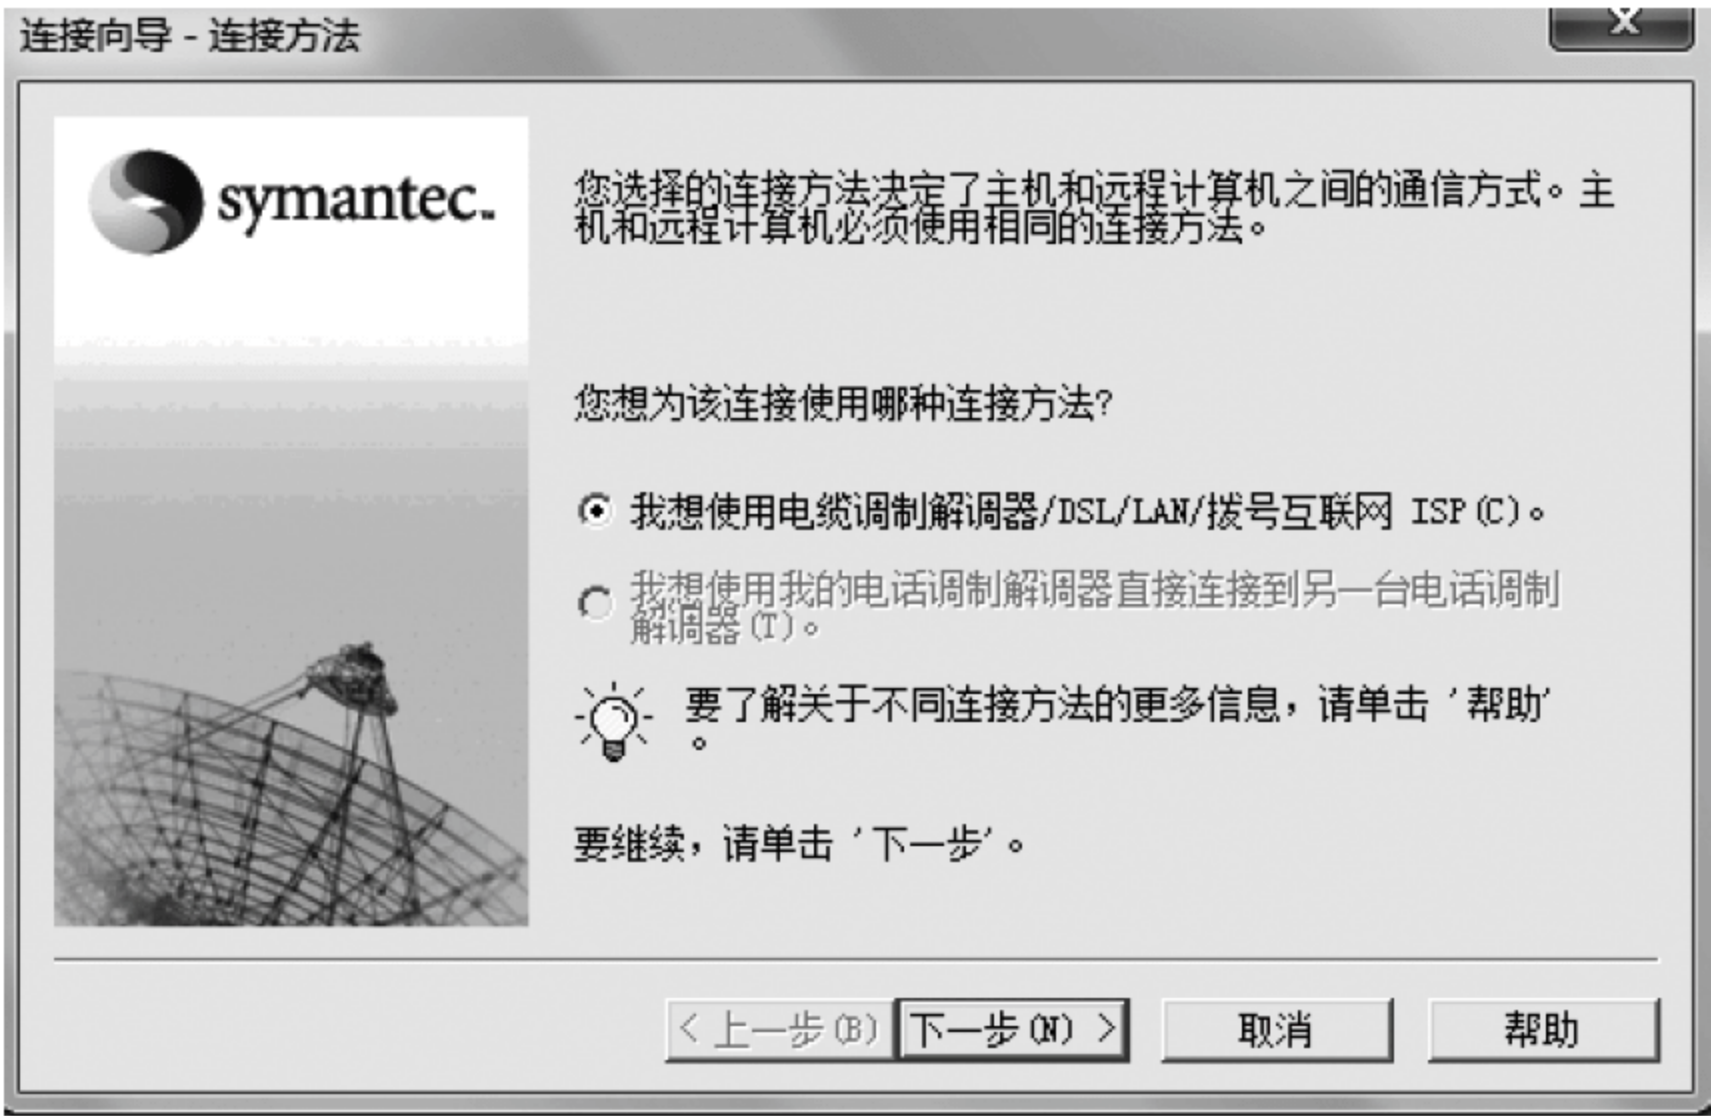 连接向导 - 连接方法
symantec™
您选择的连接方法决定了主机和远程计算机之间的通信方式。主
机和远程计算机必须使用相同的连接方法。
您想为该连接使用哪种连接方法?
我想使用电缆调制解调器/DSL/LAN/拨号互联网 ISP(C)。
我想使用我的电话调制解调器直接连接到另一台电话调制
解调器(T)。
要了解关于不同连接方法的更多信息，请单击 '帮助'
。
要继续，请单击 '下一步'。
< 上一步(B)
下一步(N) >
取消
帮助